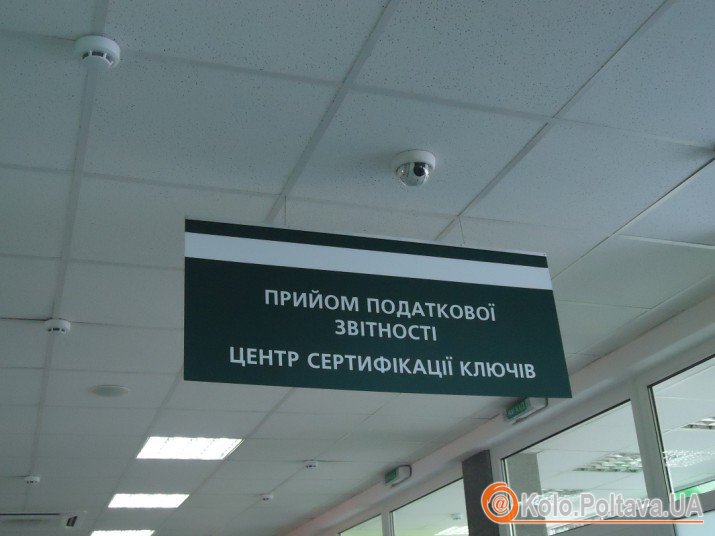 ПРИЙОМ ПОДАТКОВОЇ
ЗВІТНОСТІ
ЦЕНТР СЕРТИФІКАЦІЇ КЛЮЧІВ
@Kolo.Poltava.UA